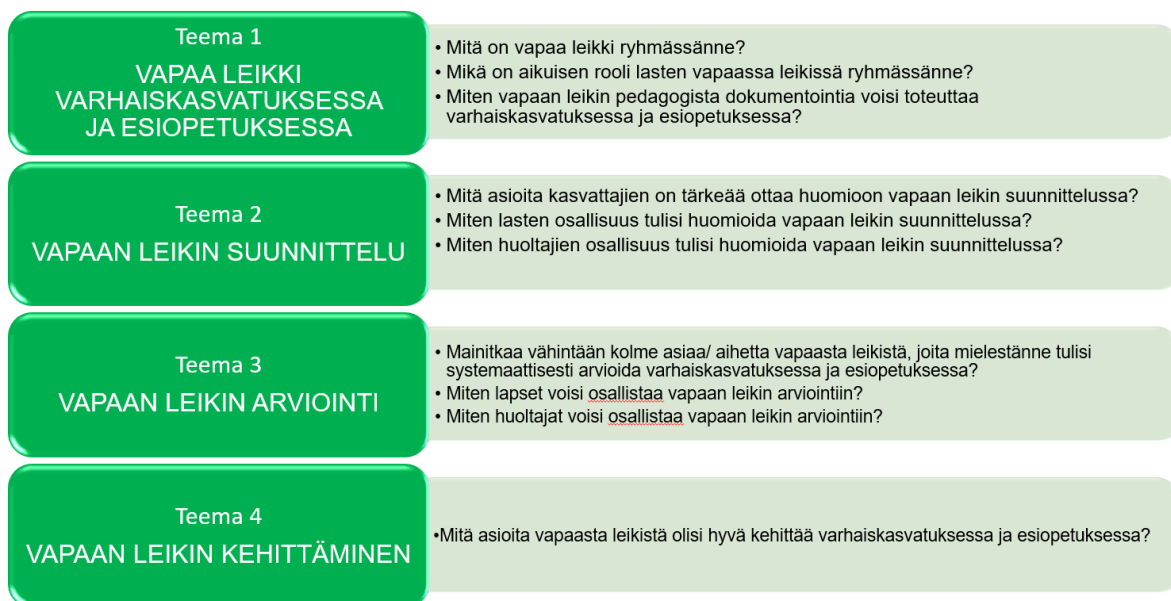 Teema 1
VAPAA LEIKKI
VARHAISKASVATUKSESSA
JA ESIOPETUKSESSA
• Mitä on vapaa leikki ryhmässänne?
• Mikä on aikuisen rooli lasten vapaassa leikissä ryhmässänne?
• Miten vapaan leikin pedagogista dokumentointia voisi toteuttaa
varhaiskasvatuksessa ja esiopetuksessa?
Teema 2
VAPAAN LEIKIN SUUNNITTELU
• Mitä asioita kasvattajien on tärkeää ottaa huomioon vapaan leikin suunnittelussa?
• Miten lasten osallisuus tulisi huomioida vapaan leikin suunnittelussa?
• Miten huoltajien osallisuus tulisi huomioida vapaan leikin suunnittelussa?
Teema 3
VAPAAN LEIKIN ARVIOINTI
• Mainitkaa vähintään kolme asiaa/ aihetta vapaasta leikistä, joita mielestänne tulisi
systemaattisesti arvioida varhaiskasvatuksessa ja esiopetuksessa?
• Miten lapset voisi osallistaa vapaan leikin arviointiin?
• Miten huoltajat voisi osallistaa vapaan leikin arviointiin?
Teema 4
VAPAAN LEIKIN KEHITTÄMINEN
•Mitä asioita vapaasta leikistä olisi hyvä kehittää varhaiskasvatuksessa ja esiopetuksessa?